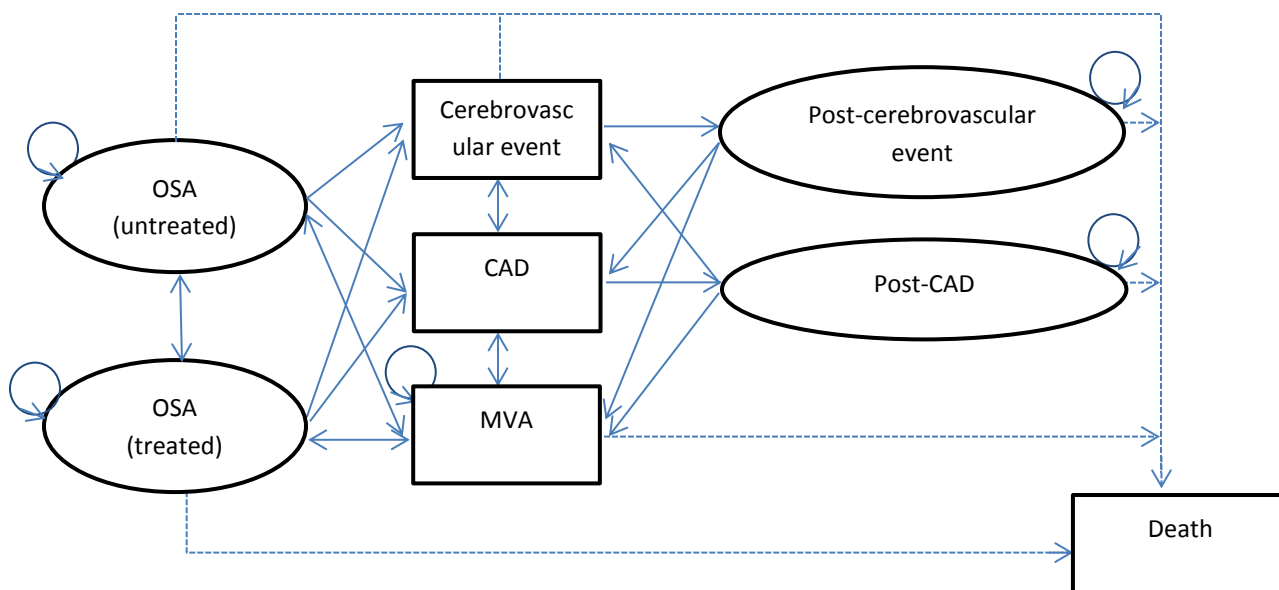 Cerebrovasc
ular event
Post-cerebrovascular
event
OSA
(untreated)
CAD
Post-CAD
OSA
(treated)
MVA
Death